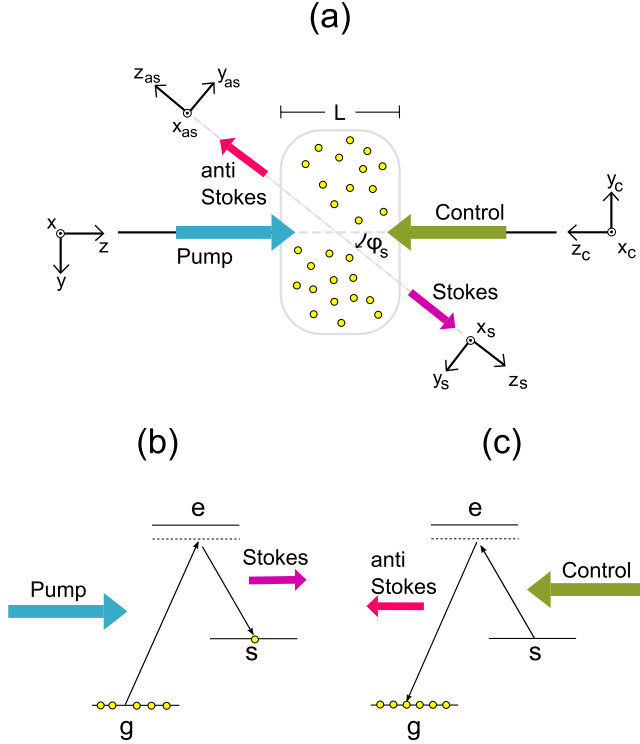 (a)
z_as
y_as
x_as
L
anti
Stokes
Pump
Control
φ_s
Stokes
x
z
y
y_c
z_c
x_c
x_s
y_s
z_s
(b)
e
Stokes
Pump
s
g
(c)
e
anti
Stokes
Control
s
g